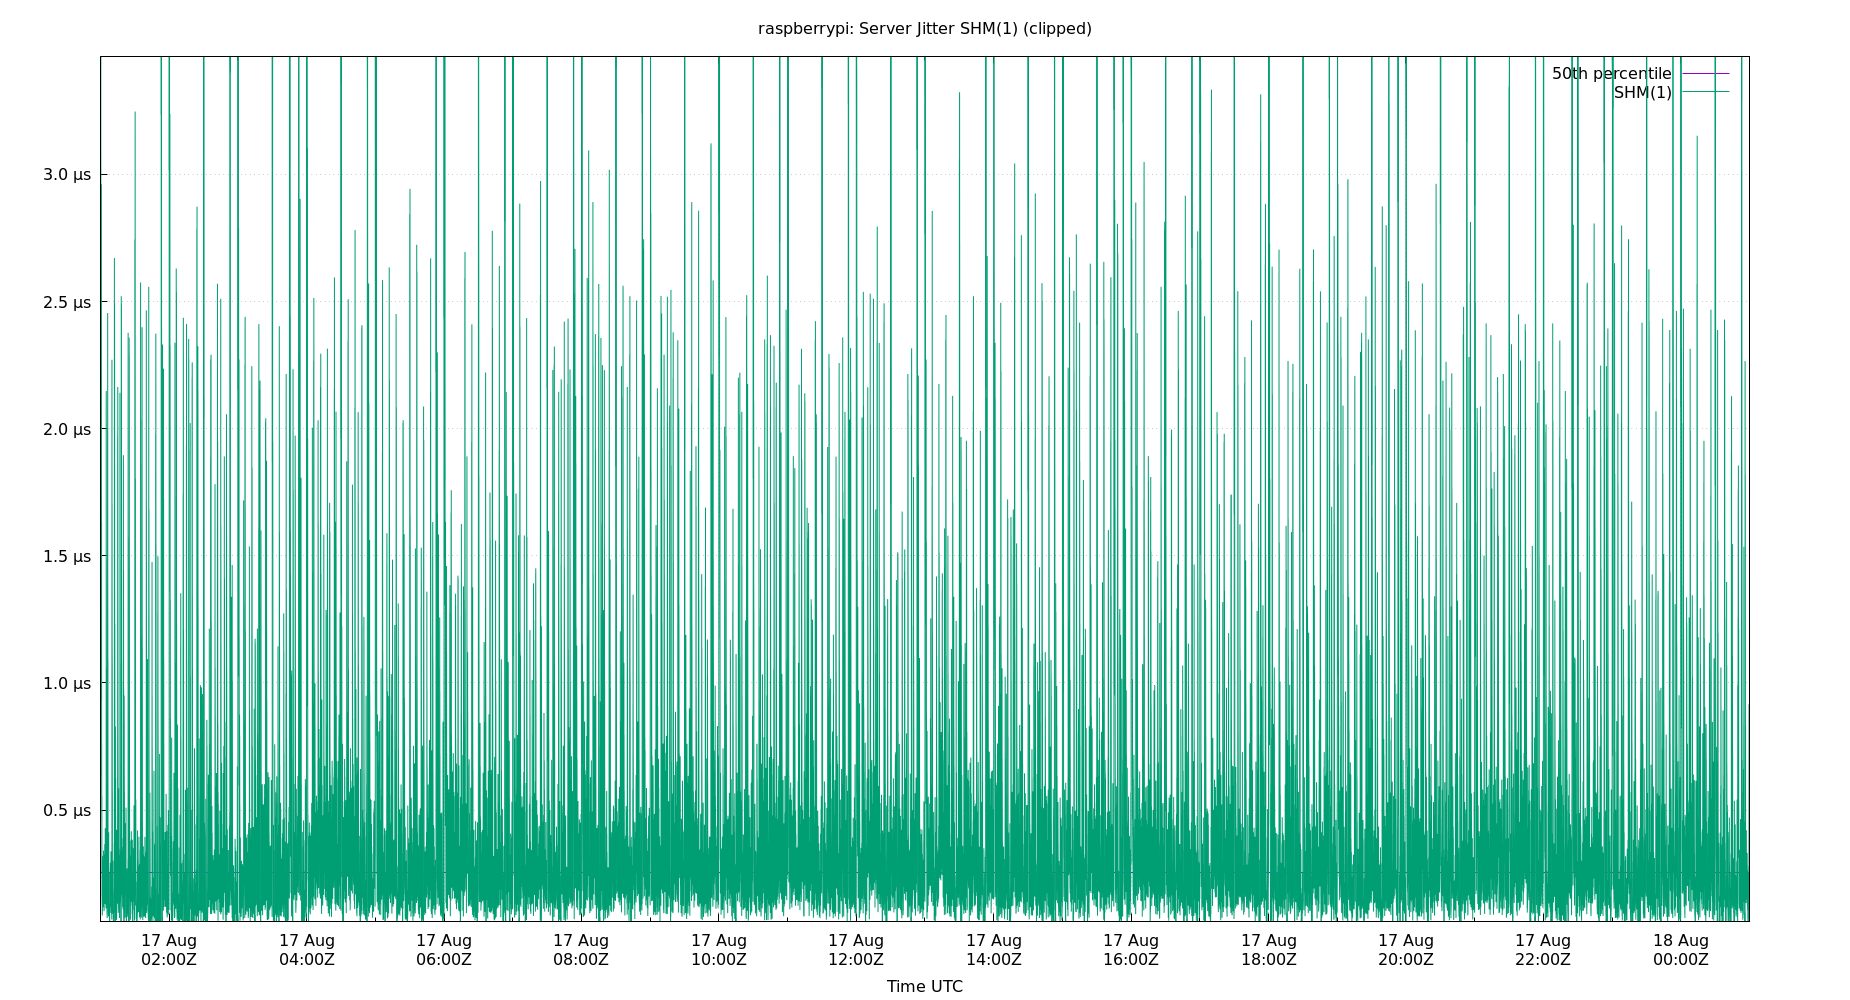 raspberrypi: Server Jitter SHM(1) (clipped)
50th percentile
SHM(1)
3.0 µs
2.5 µs
2.0 µs
1.5 µs
1.0 µs
0.5 µs
17 Aug 17 Aug 17 Aug 17 Aug 17 Aug 17 Aug 17 Aug 17 Aug 17 Aug 17 Aug 17 Aug 18 Aug
02:00Z 04:00Z 06:00Z 08:00Z 10:00Z 12:00Z 14:00Z 16:00Z 18:00Z 20:00Z 22:00Z 00:00Z
Time UTC